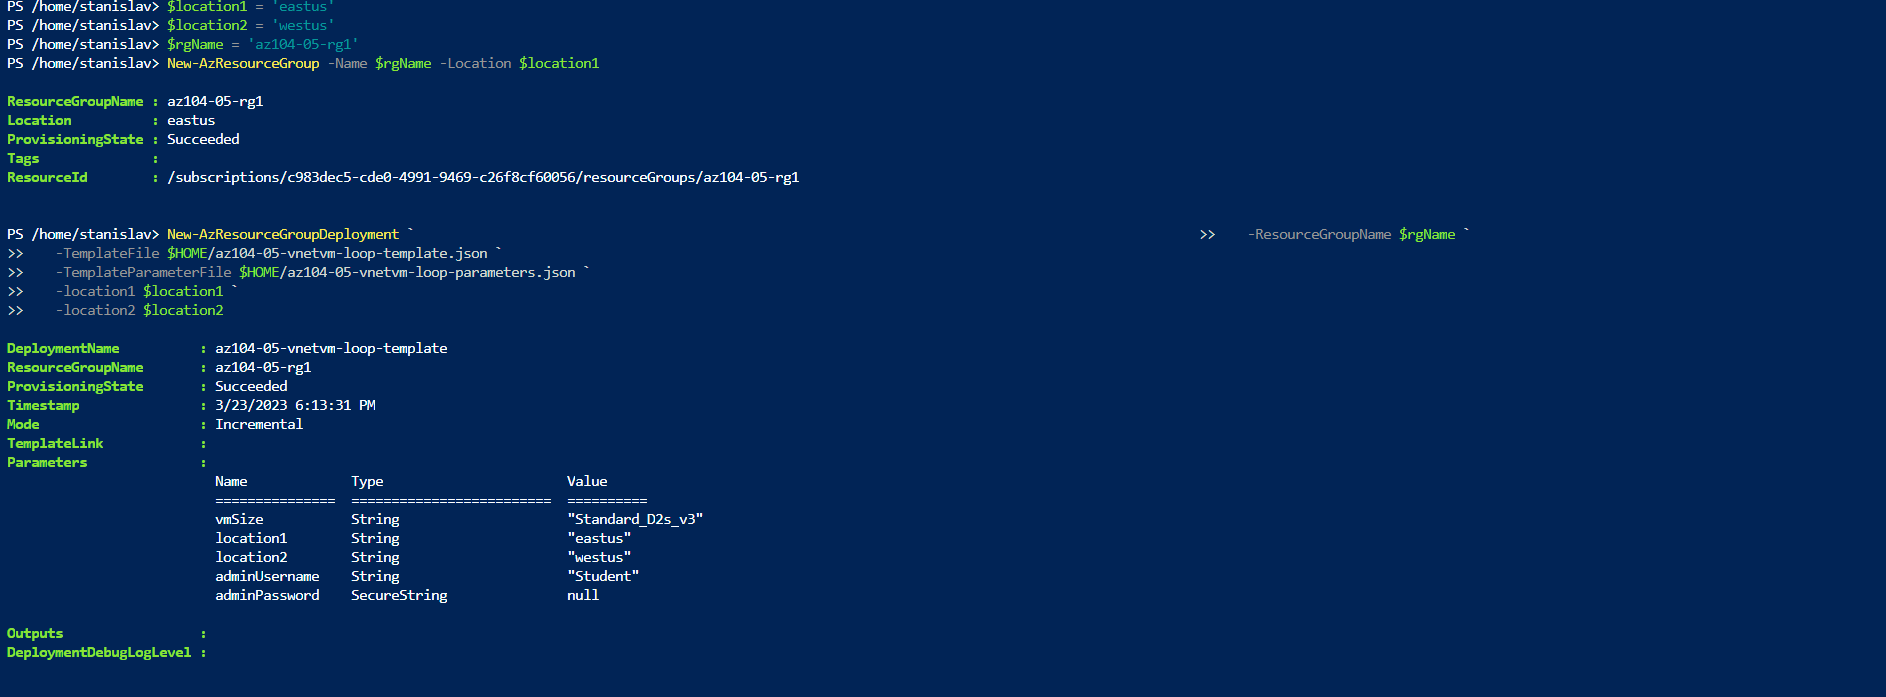 PS /home/stanislav> $location1 = 'eastus'
PS /home/stanislav> $location2 = 'westus'
PS /home/stanislav> $rgName = 'az104-05-rg1'
PS /home/stanislav> New-AzResourceGroup -Name $rgName -Location $location1
ResourceGroupName : az104-05-rg1
Location : eastus
ProvisioningState : Succeeded
Tags :
ResourceId : /subscriptions/c983dec5-cde0-4991-9469-c26f8cf60056/resourceGroups/az104-05-rg1
PS /home/stanislav> New-AzResourceGroupDeployment ` >> -ResourceGroupName $rgName `
>> -TemplateFile $HOME/az104-05-vnetvm-loop-template.json `
>> -TemplateParameterFile $HOME/az104-05-vnetvm-loop-parameters.json `
>> -location1 $location1 `
>> -location2 $location2
DeploymentName : az104-05-vnetvm-loop-template
ResourceGroupName : az104-05-rg1
ProvisioningState : Succeeded
Timestamp : 3/23/2023 6:13:31 PM
Mode : Incremental
TemplateLink :
Parameters :
Name Type Value
=============== ========================= ==========
vmSize String "Standard_D2s_v3"
location1 String "eastus"
location2 String "westus"
adminUsername String "Student"
adminPassword SecureString null
Outputs :
DeploymentDebugLogLevel :